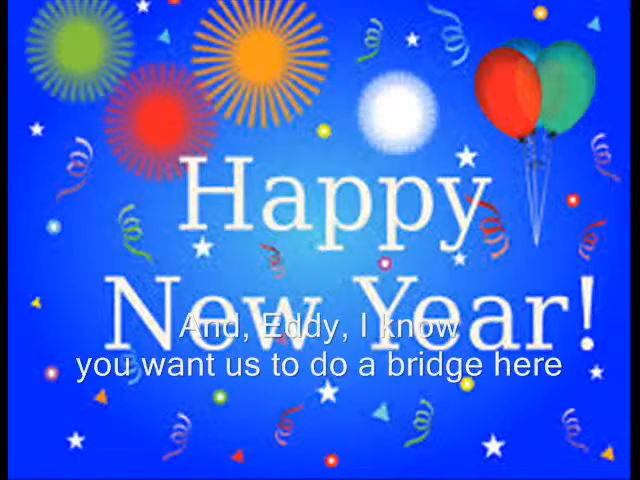 Happy
New Year!
And, Eddy, I know
you want us to do a bridge here